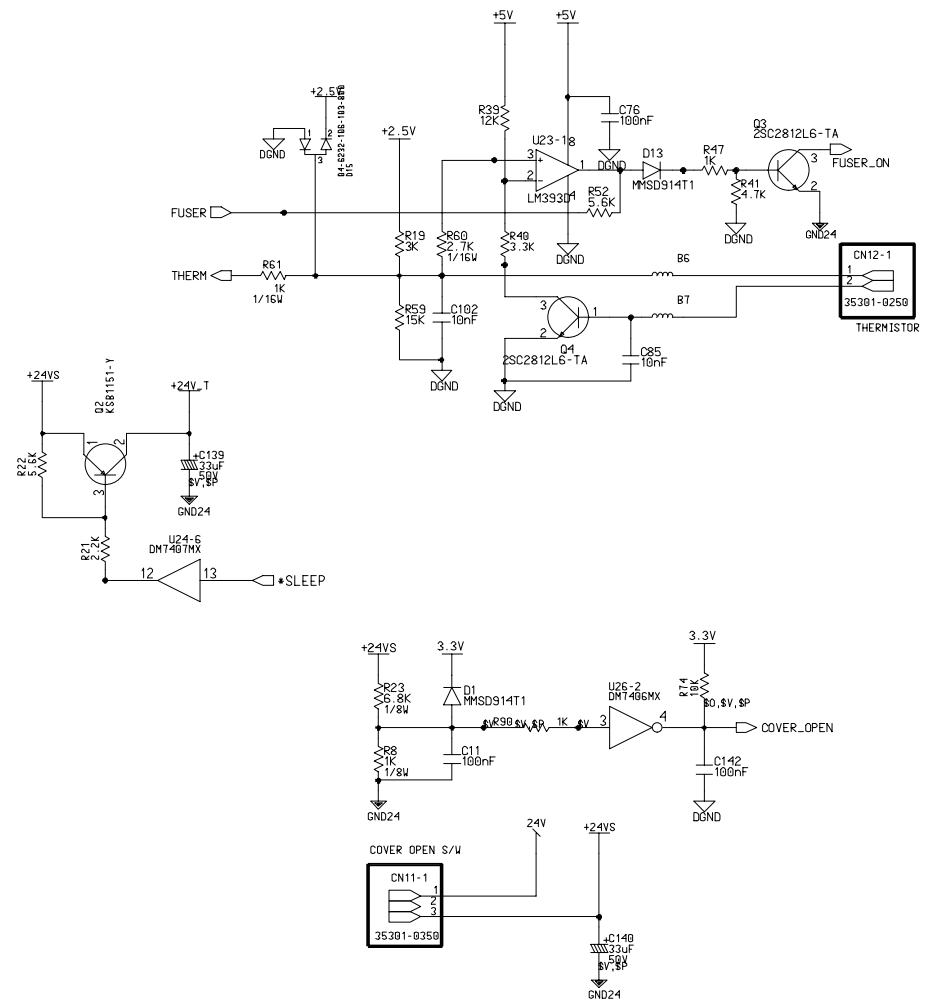 +5V
+5V
+2.5V
1
2
3
DGND
D15
+2.5V
R39
12K
C76
100nF
DGND
U23-1
8
3
+
2
-
1
4
LM393D
D13
MMSD914T1
R47
1K
Q3
2SC2812L6-TA
3
2
FUSER_ON
R41
4.7K
DGND
GND24
R52
5.6K
FUSER
R19
3K
R60
2.7K
1/16W
R40
3.3K
DGND
THERM
R61
1K
1/16W
B6
B7
CN12-1
1
2
35301-0250
THERMISTOR
R59
15K
C102
10nF
DGND
3
1
2
Q4
2SC2812L6-TA
C85
10nF
DGND
+24VS
Q2
KSB1151-Y
+24V_T
1
2
3
R22
5.6K
+C139
33uF
50V
$V,$P
GND24
R21
2.2K
U24-6
DM7407MX
12
13
*SLEEP
+24VS
3.3V
3.3V
R23
6.8K
1/8W
D1
MMSD914T1
U26-2
DM7406MX
R74
10K
$O,$V,$P
$V
R90
$V,$P
1K
$V
3
4
COVER_OPEN
R8
1K
1/8W
C11
100nF
C142
100nF
GND24
DGND
24V
+24VS
COVER OPEN S/W
CN11-1
1
2
3
35301-0350
+C140
33uF
50V
$V,$P
GND24